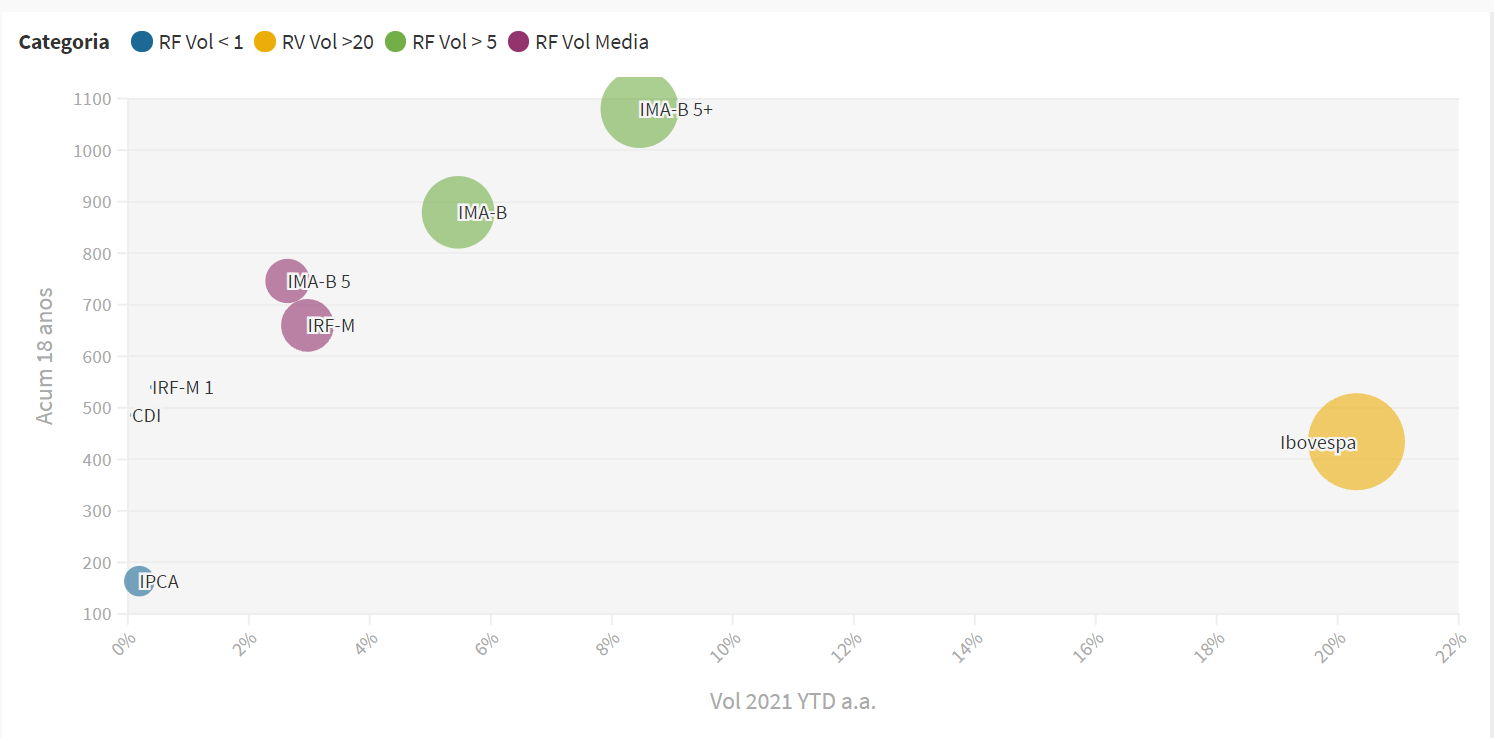 Categoria RF Vol < 1 RV Vol >20 RF Vol > 5 RF Vol Media
1100
IMA-B 5+
1000
900
IMA-B
800
IMA-B 5
700
IRF-M
600
IRF-M 1
500
CDI
400
Ibovespa
300
200
IPCA
100
Acum 18 anos
0% 2% 4% 6% 8% 10% 12% 14% 16% 18% 20% 22%
Vol 2021 YTD a.a.